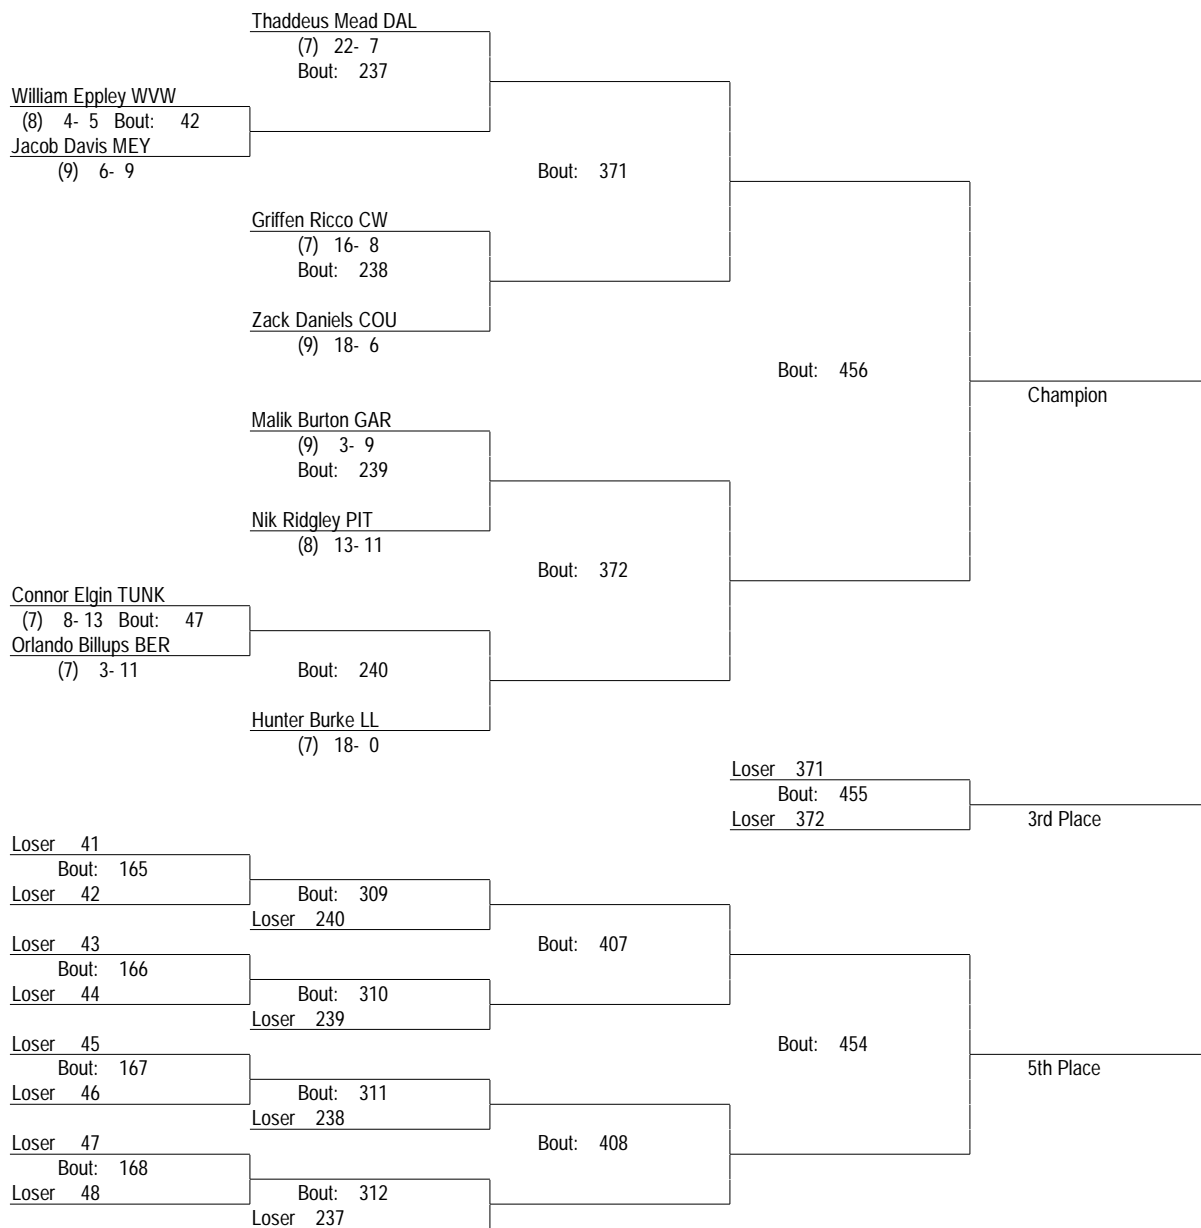 Thaddeus Mead DAL
(7) 22- 7
Bout: 237
William Eppley WVW
(8) 4- 5 Bout: 42
Jacob Davis MEY
(9) 6- 9
Bout: 371
Griffen Ricco CW
(7) 16- 8
Bout: 238
Zack Daniels COU
(9) 18- 6
Bout: 456
Champion
Malik Burton GAR
(9) 3- 9
Bout: 239
Nik Ridgley PIT
(8) 13- 11
Bout: 372
Connor Elgin TUNK
(7) 8- 13 Bout: 47
Orlando Billups BER
(7) 3- 11
Bout: 240
Hunter Burke LL
(7) 18- 0
Loser 371
Bout: 455
Loser 372
3rd Place
Loser 41
Bout: 165
Loser 42
Bout: 309
Loser 240
Loser 43
Bout: 407
Bout: 166
Loser 44
Bout: 310
Loser 239
Loser 45
Bout: 454
Bout: 167
5th Place
Loser 46
Bout: 311
Loser 238
Loser 47
Bout: 408
Bout: 168
Loser 48
Bout: 312
Loser 237